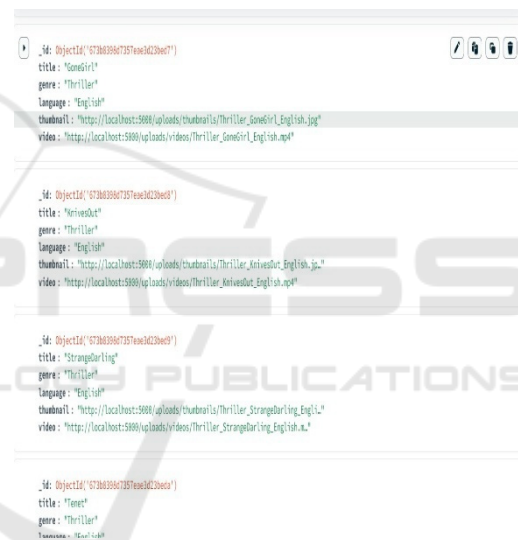 _id: ObjectId('673b8398d7357eae3d23bed7')
title : "GoneGirl"
genre : "Thriller"
language : "English"
thumbnail : "http://localhost:5000/uploads/thumbnails/Thriller_GoneGirl_English.jpg"
video : "http://localhost:5000/uploads/videos/Thriller_GoneGirl_English.mp4"
_id: ObjectId('673b8398d7357eae3d23bed8')
title : "KnivesOut"
genre : "Thriller"
language : "English"
thumbnail : "http://localhost:5000/uploads/thumbnails/Thriller_KnivesOut_English.jp…"
video : "http://localhost:5000/uploads/videos/Thriller_KnivesOut_English.mp4"
_id: ObjectId('673b8398d7357eae3d23bed9')
title : "StrangeDarling"
genre : "Thriller"
language : "English"
thumbnail : "http://localhost:5000/uploads/thumbnails/Thriller_StrangeDarling_Engli…"
video : "http://localhost:5000/uploads/videos/Thriller_StrangeDarling_English.m…"
_id: ObjectId('673b8398d7357eae3d23beda')
title : "Tenet"
genre : "Thriller"
language : "English"
PRESS
LOGY PUBLICATIONS